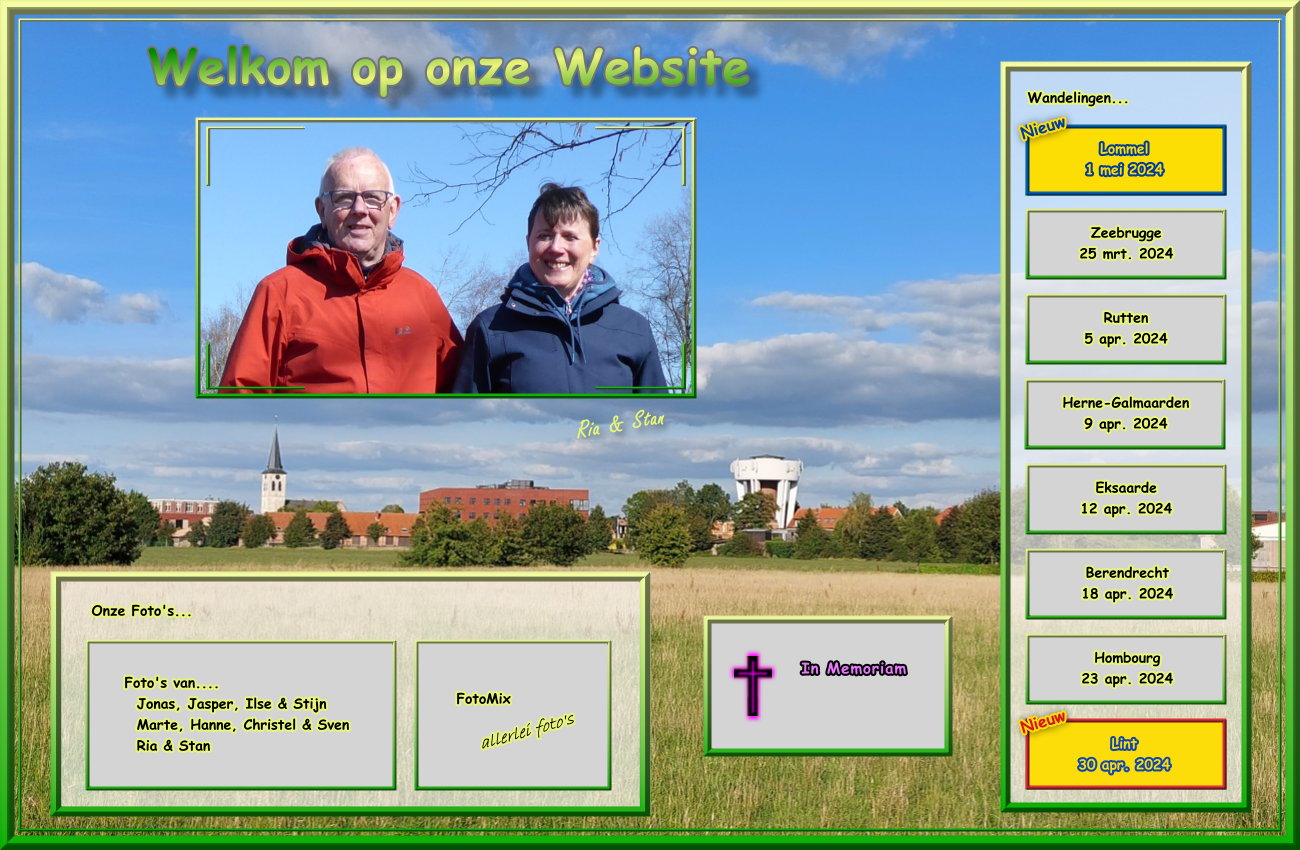 Welkom op onze Website
Ria & Stan
Wandelingen...
Nieuw
Lommel
1 mei 2024
Zeebrugge
25 mrt. 2024
Rutten
5 apr. 2024
Herne-Galmaarden
9 apr. 2024
Eksaarde
12 apr. 2024
Berendrecht
18 apr. 2024
Hombourg
23 apr. 2024
Nieuw
Lint
30 apr. 2024
Onze Foto's...
Foto's van....
Jonas, Jasper, Ilse & Stijn
Marte, Hanne, Christel & Sven
Ria & Stan
FotoMix
allerlei foto's
In Memoriam